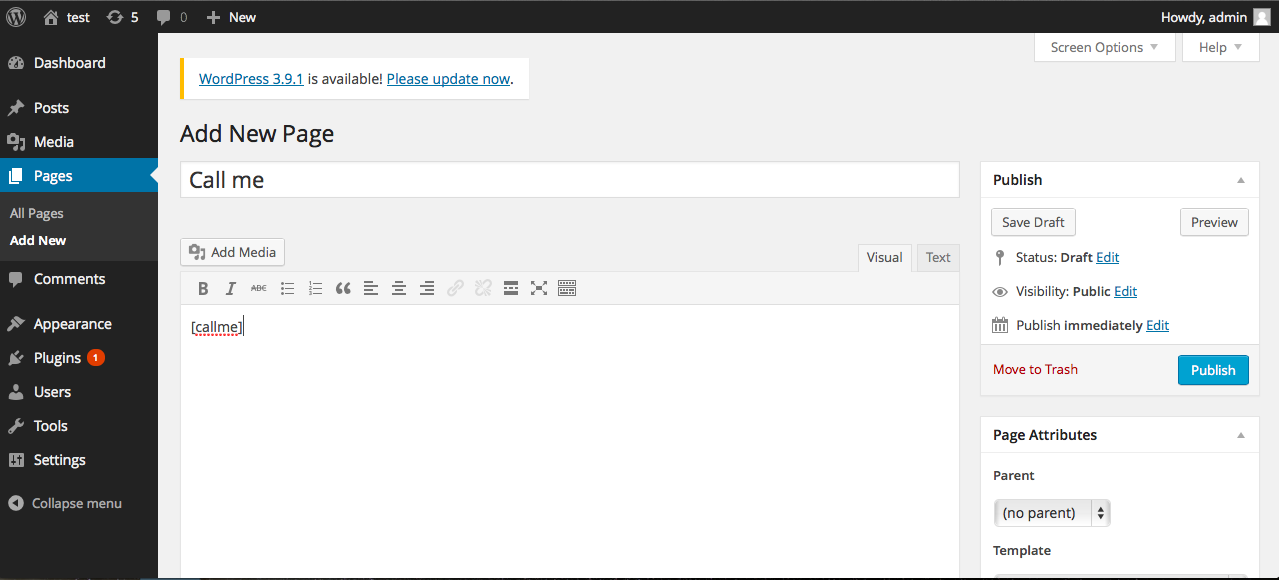 test 5 0 New Howdy, admin
Screen Options Help
Dashboard
Posts
Media
Pages
All Pages
Add New
Comments
Appearance
Plugins 1
Users
Tools
Settings
Collapse menu
WordPress 3.9.1 is available! Please update now.
Add New Page
Call me
Add Media
Visual Text
B I ABC
[callme]
Publish
Save Draft Preview
Status: Draft Edit
Visibility: Public Edit
Publish immediately Edit
Move to Trash Publish
Page Attributes
Parent
(no parent)
Template